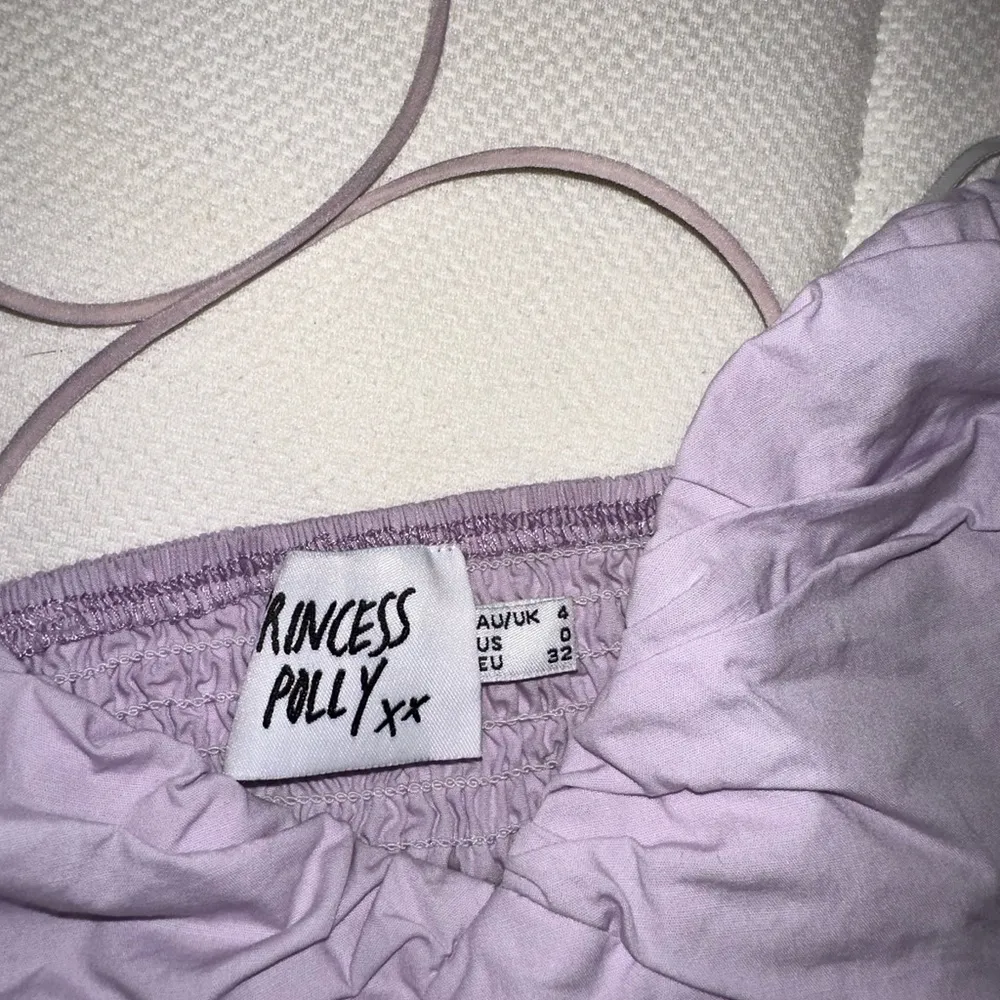 RINCESS
POLLY xx
AU/UK 4
US 0
EU 32